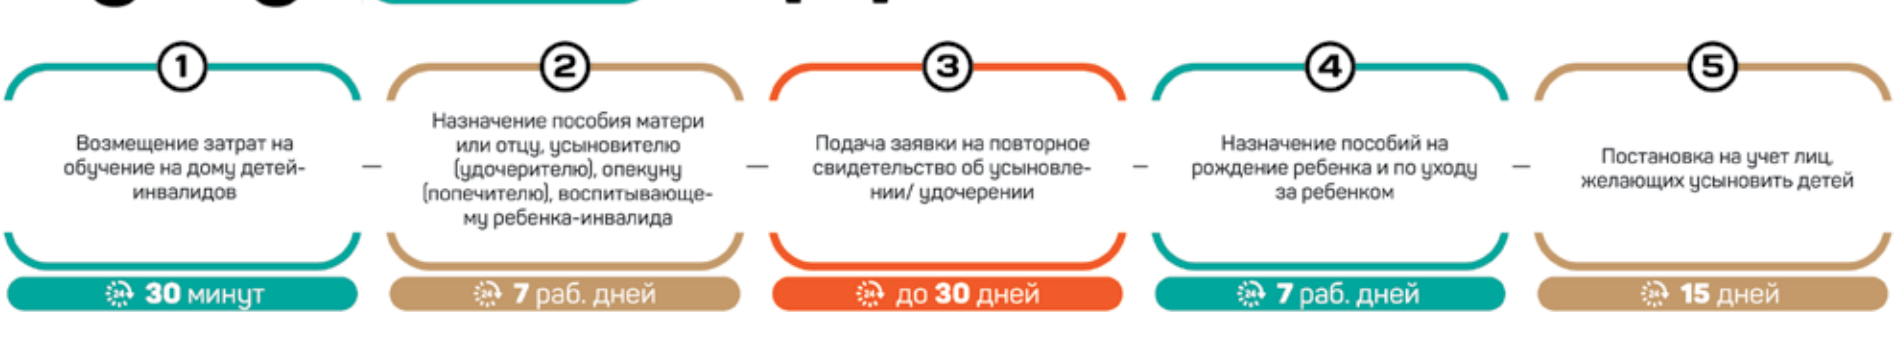 1
Возмещение затрат на
обучение на дому детей-
инвалидов
30 минут
2
Назначение пособия матери
или отцу, усыновителю
(удочерителю), опекуну
(попечителю), воспитывающе-
му ребенка-инвалида
7 раб. дней
3
Подача заявки на повторное
свидетельство об усыновле-
нии/ удочерении
до 30 дней
4
Назначение пособий на
рождение ребенка и по уходу
за ребенком
7 раб. дней
5
Постановка на учет лиц,
желающих усыновить детей
15 дней